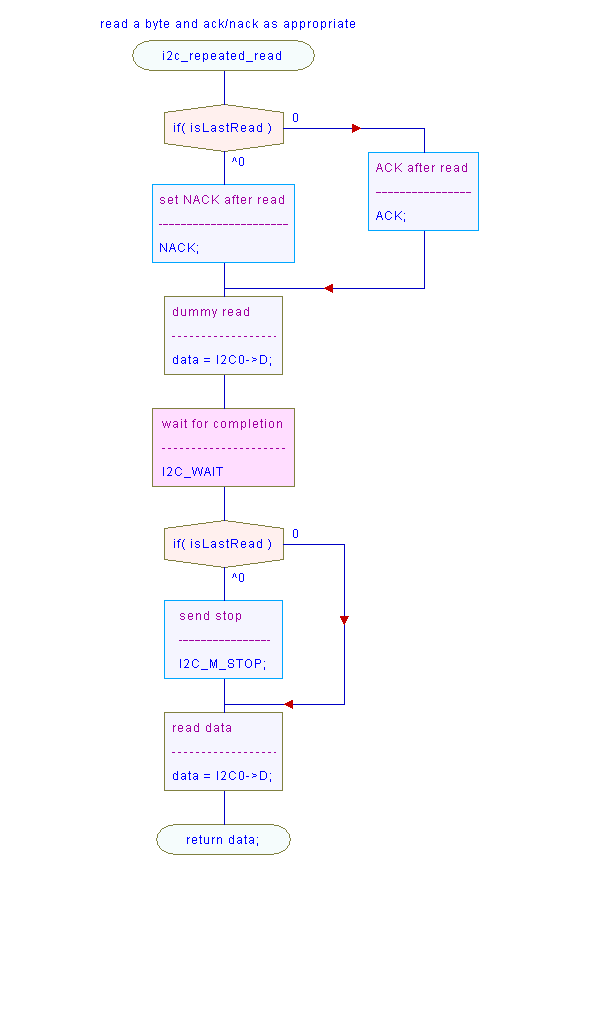 read a byte and ack/nack as appropriate
i2c_repeated_read
if( isLastRead )
0
^0
set NACK after read
NACK;
ACK after read
ACK;
dummy read
data = I2C0->D;
wait for completion
I2C_WAIT
if( isLastRead )
0
^0
send stop
I2C_M_STOP;
read data
data = I2C0->D;
return data;